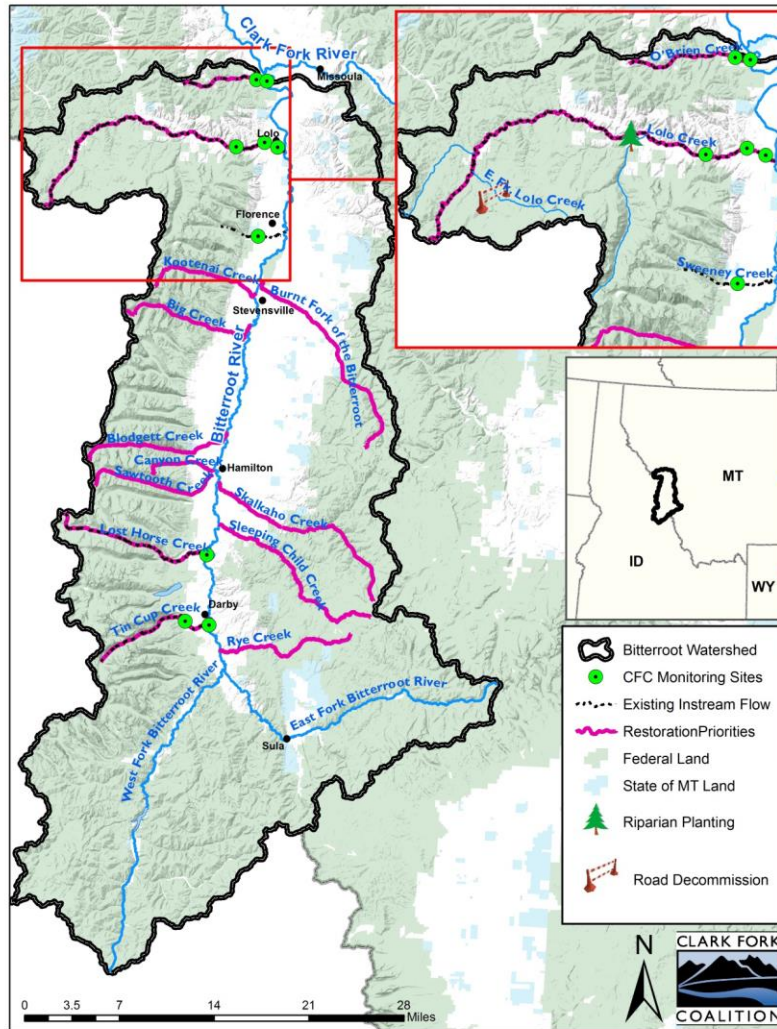 Clark Fork River
Missoula
Lolo
Florence
Kootenai Creek
Stevensville
Big Creek
Burnt Fork of the Bitterroot
Bitterroot River
Blodgett Creek
Canyon Creek
Hamilton
Sawtooth Creek
Skalkaho Creek
Lost Horse Creek
Sleeping Child Creek
Darby
Tin Cup Creek
Rye Creek
West Fork Bitterroot River
East Fork Bitterroot River
Sula
O'Brien Creek
Lolo Creek
E Fk. Lolo Creek
Sweeney Creek
MT
ID
WY
Bitterroot Watershed
CFC Monitoring Sites
Existing Instream Flow
RestorationPriorities
Federal Land
State of MT Land
Riparian Planting
Road Decommission
N
CLARK FORK
COALITION
0 3.5 7 14 21 28
Miles